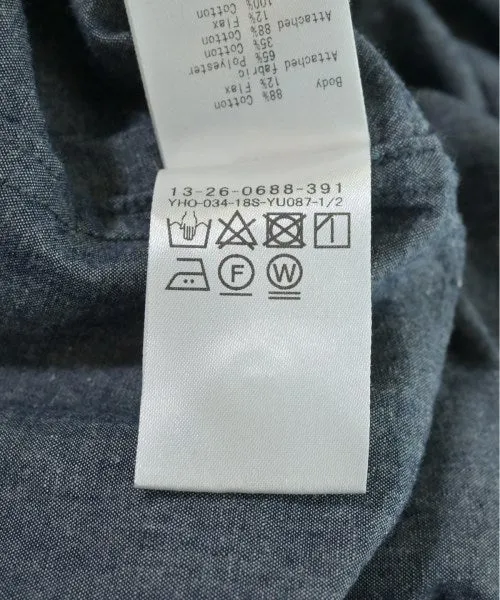 Body 88% Cotton
12% Flax
Attached fabric 65% Polyester
35% Cotton
Attached 88% Cotton
12% Flax
100% Cotton
13-26-0688-391
YHO-034-18S-YU087-1/2
F W